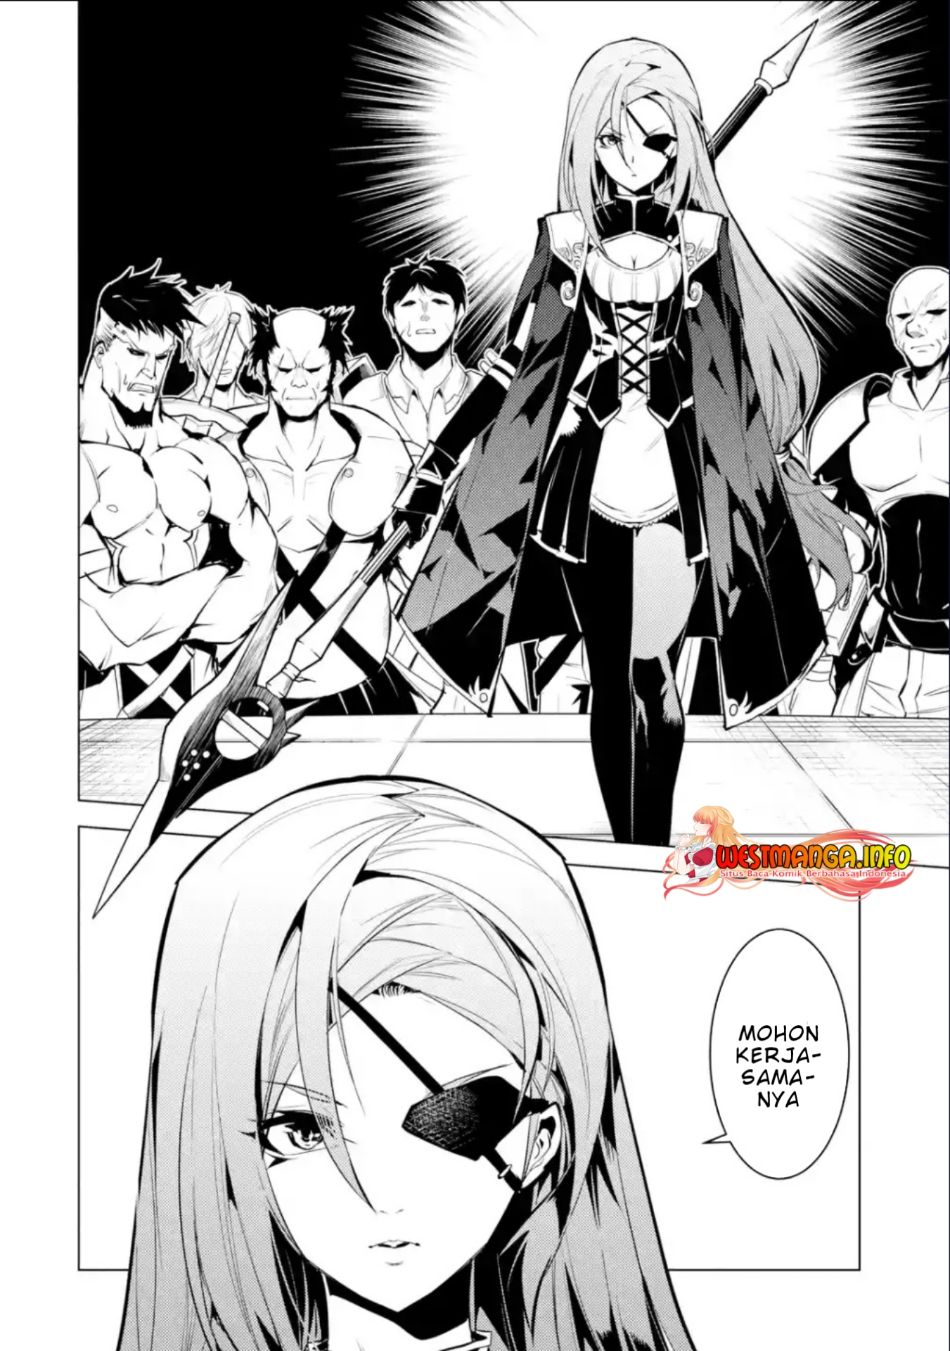 WESTMANGA.INFO
Situs Baca Komik Berbahasa Indonesia
MOHON
KERJA-
SAMA-
NYA